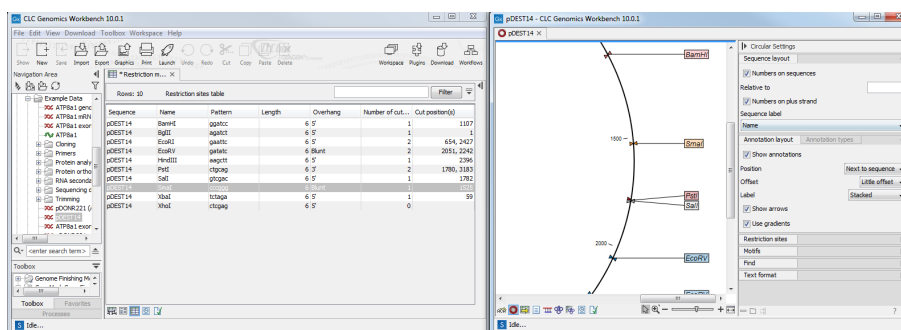 CLC Genomics Workbench 10.0.1
File Edit View Download Toolbox Workspace Help
Show New Save Import Export Graphics Print Launch Undo Redo Cut Copy Paste Delete Workspace Plugins Download Workflows
Navigation Area
Example Data
ATP8a1 genc
ATP8a1 mRN
ATP8a1 exor
ATP8a1
Cloning
Primers
Protein analy
Protein ortho
RNA seconda
Sequencing c
Trimming
pDONR221 (A
pDEST14
ATP8a1 exor
<enter search term>
Toolbox
Genome Finishing Mo
Toolbox Favorites
Processes
Idle...
*Restriction m...
Rows: 10 Restriction sites table Filter
Sequence Name Pattern Length Overhang Number of cut... Cut position(s)
pDEST14 BamHI ggatcc 6 5' 1 1107
pDEST14 BglII agatct 6 5' 1 1
pDEST14 EcoRI gaattc 6 5' 2 654, 2427
pDEST14 EcoRV gatatc 6 Blunt 2 2051, 2242
pDEST14 HindIII aagctt 6 5' 1 2396
pDEST14 PstI ctgcag 6 3' 2 1780, 3183
pDEST14 SalI gtcgac 6 5' 1 1782
pDEST14 SmaI cccggg 6 Blunt 1 1525
pDEST14 XbaI tctaga 6 5' 1 59
pDEST14 XhoI ctcgag 6 5' 0
pDEST14 - CLC Genomics Workbench 10.0.1
pDEST14
BamHI
1500
SmaI
PstI
SalI
2000
EcoRV
EcoRV
Circular Settings
Sequence layout
Numbers on sequences
Relative to
Numbers on plus strand
Sequence label
Name
Annotation layout Annotation types
Show annotations
Position Next to sequence
Offset Little offset
Label Stacked
Show arrows
Use gradients
Restriction sites
Motifs
Find
Text format
Idle...